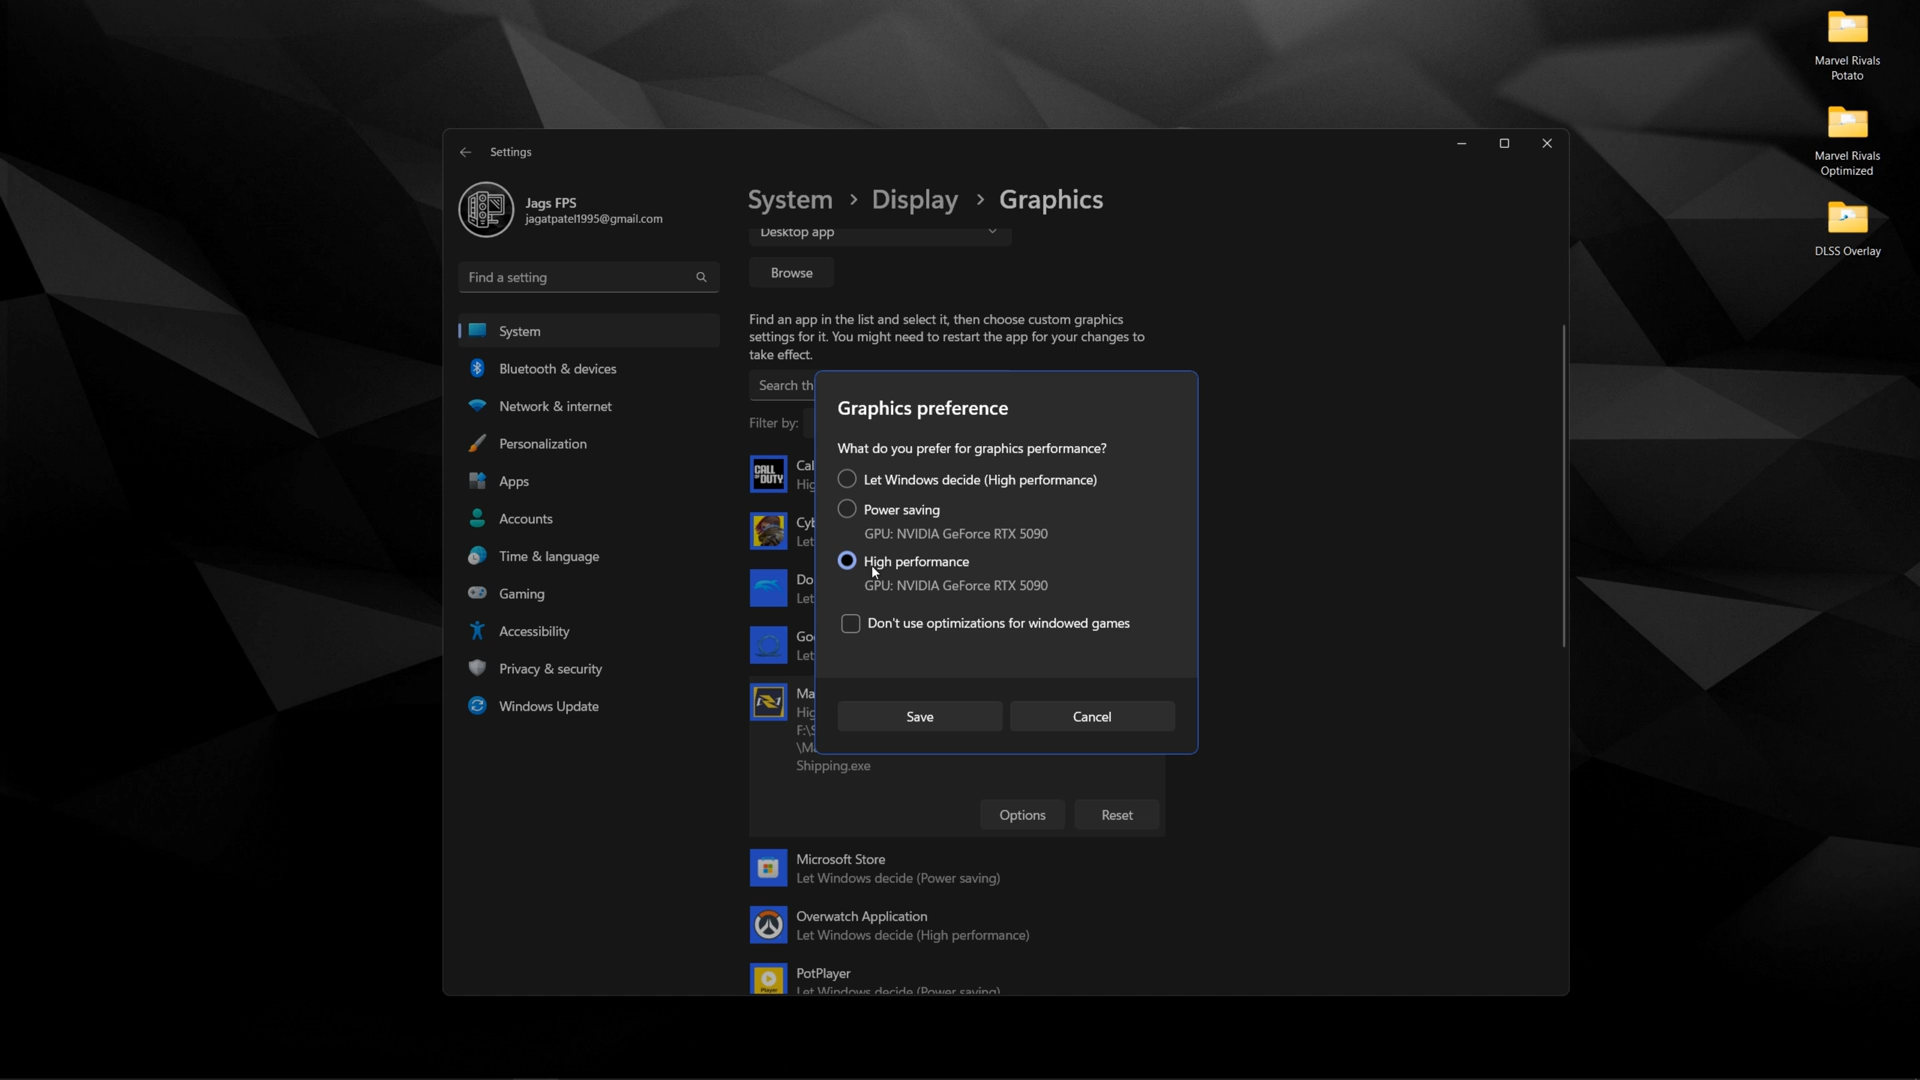 Marvel Rivals
Potato
Marvel Rivals
Optimized
DLSS Overlay
Settings
Jags FPS
jagatpatel1995@gmail.com
Find a setting
System
Bluetooth & devices
Network & internet
Personalization
Apps
Accounts
Time & language
Gaming
Accessibility
Privacy & security
Windows Update
System > Display > Graphics
Desktop app
Browse
Find an app in the list and select it, then choose custom graphics
settings for it. You might need to restart the app for your changes to
take effect.
Search th
Filter by:
CALL OF DUTY
Cal
Hig
Cyb
Let
Do
Let
Go
Let
Ma
Hig
F:\S
\Ma
Shipping.exe
Options
Reset
Microsoft Store
Let Windows decide (Power saving)
Overwatch Application
Let Windows decide (High performance)
PotPlayer
Player
Let Windows decide (Power saving)
Graphics preference
What do you prefer for graphics performance?
Let Windows decide (High performance)
Power saving
GPU: NVIDIA GeForce RTX 5090
High performance
GPU: NVIDIA GeForce RTX 5090
Don't use optimizations for windowed games
Save
Cancel